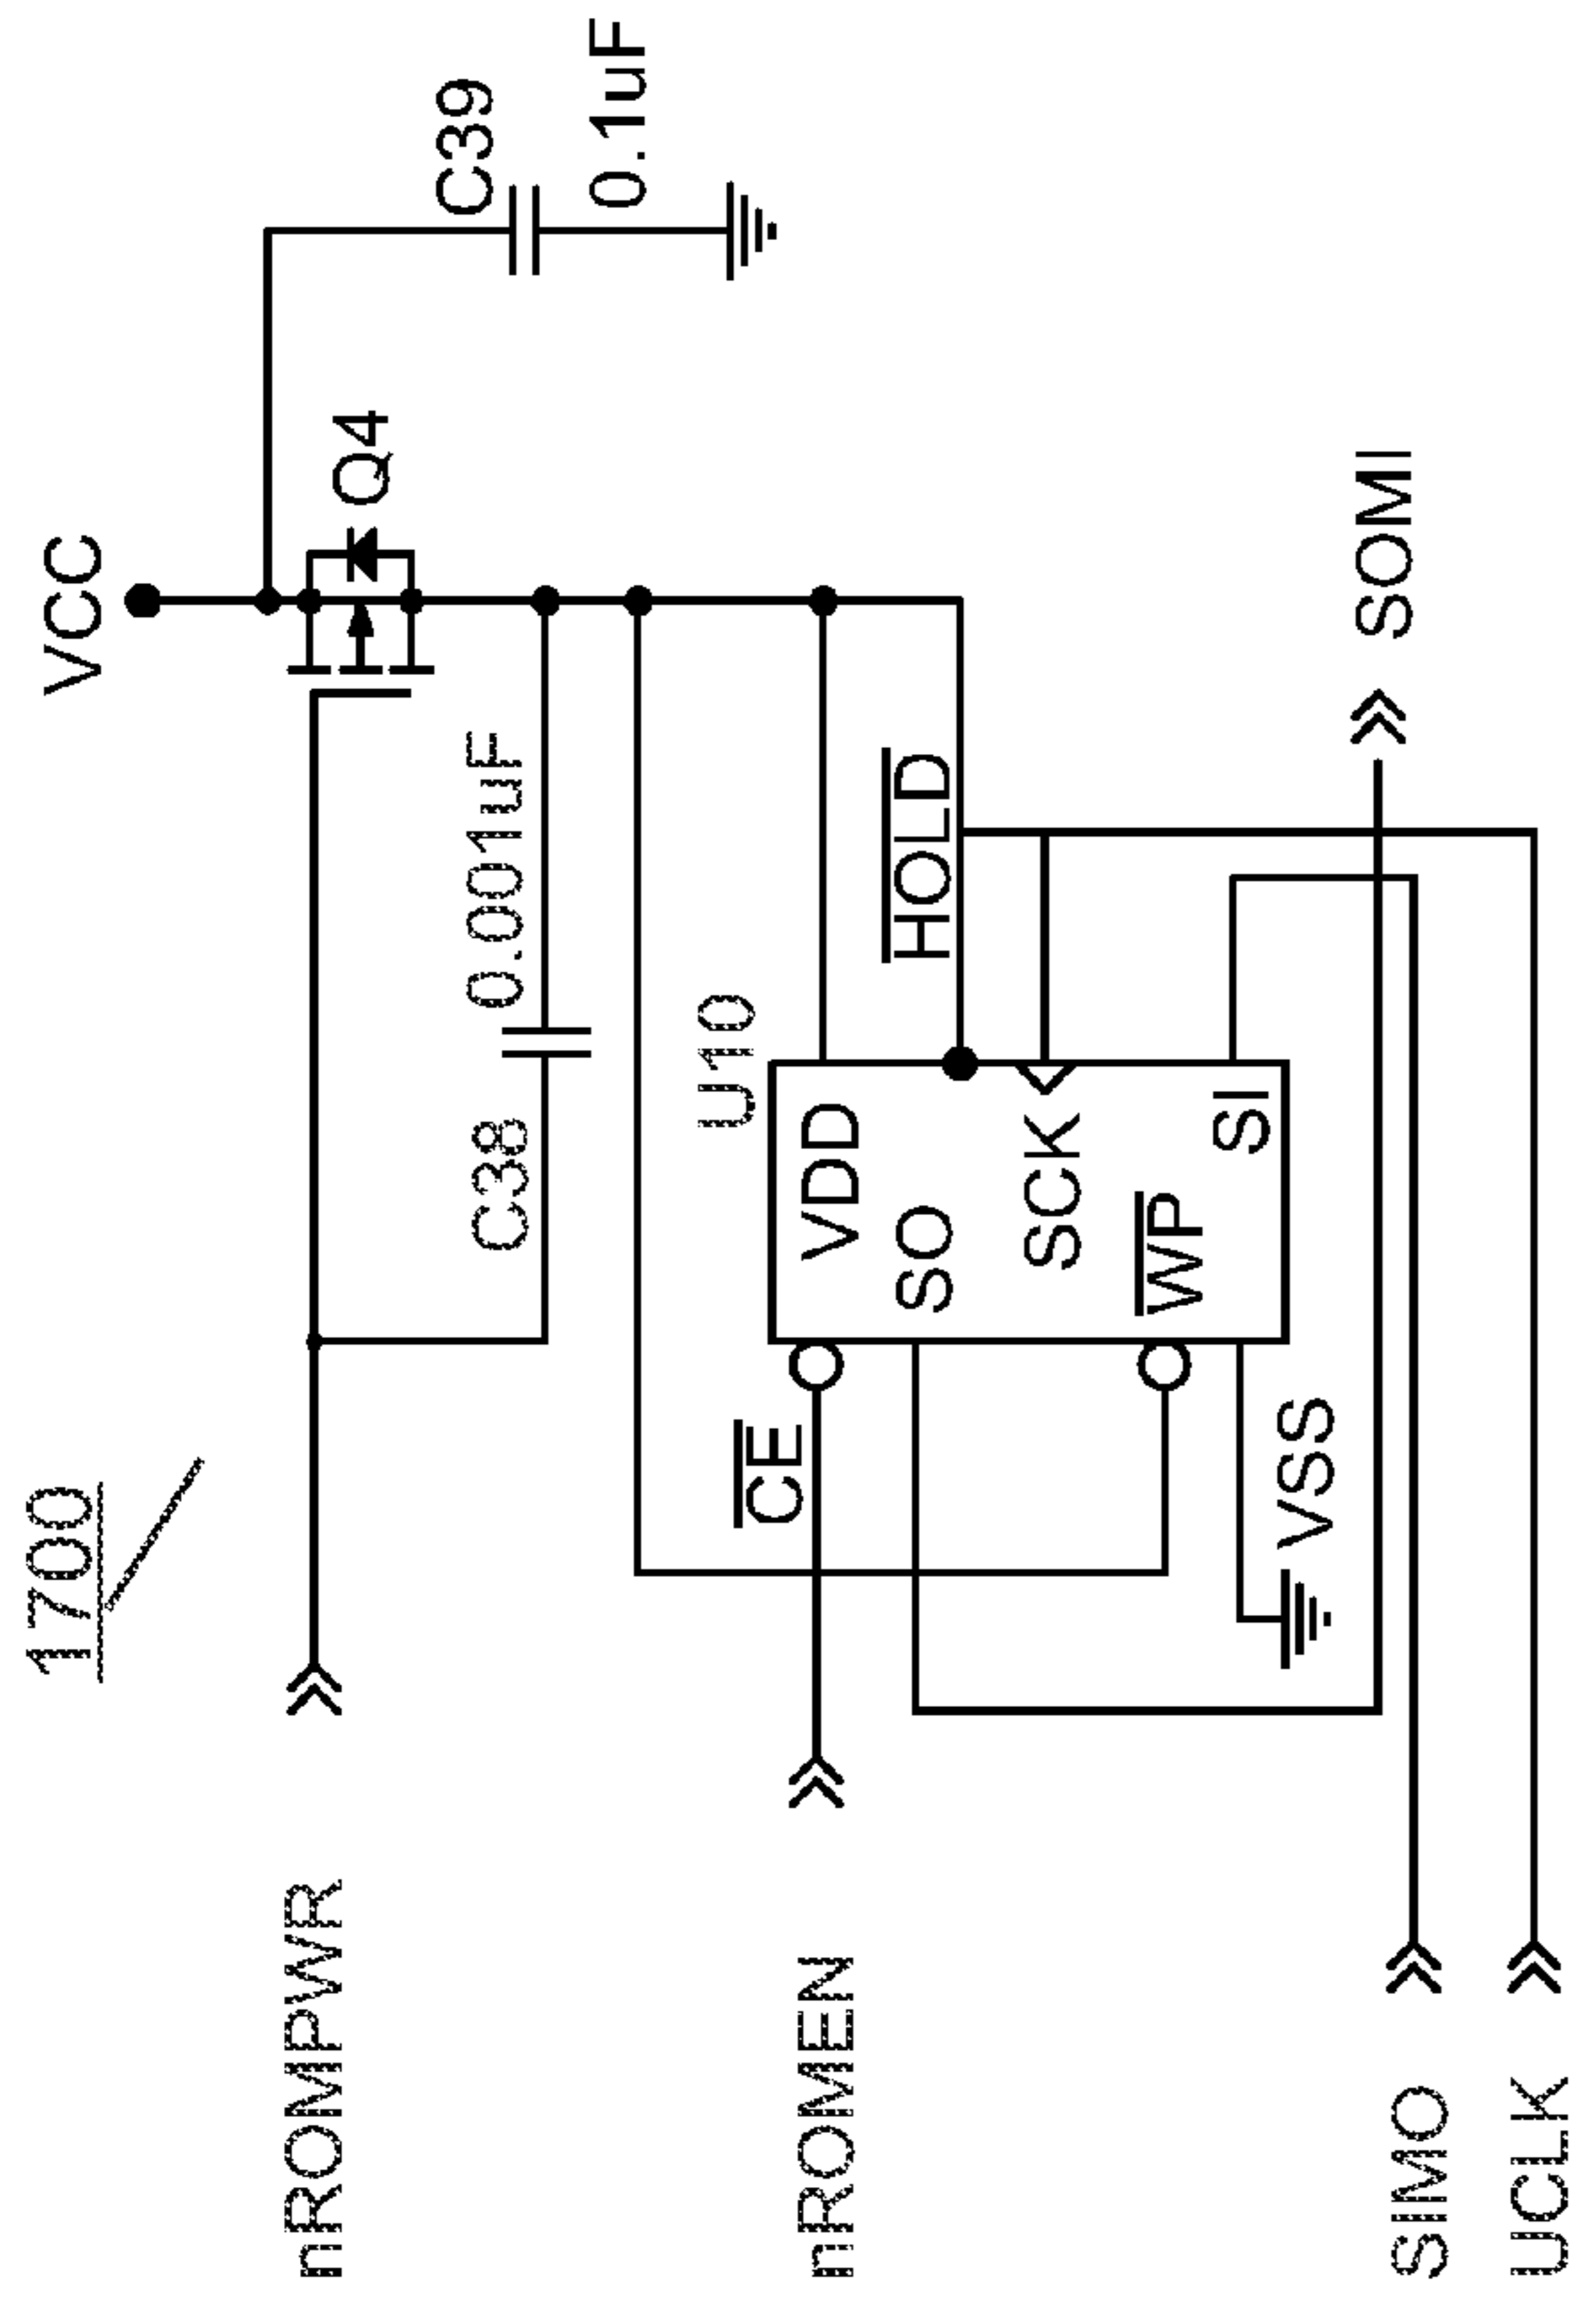 1700
VCC
C39
0.1uF
Q4
nROMPWR
C38
0.001uF
U10
HOLD
CE
VDD
SO
SCK
WP
SI
VSS
nROMEN
SOMI
SIMO
UCLK